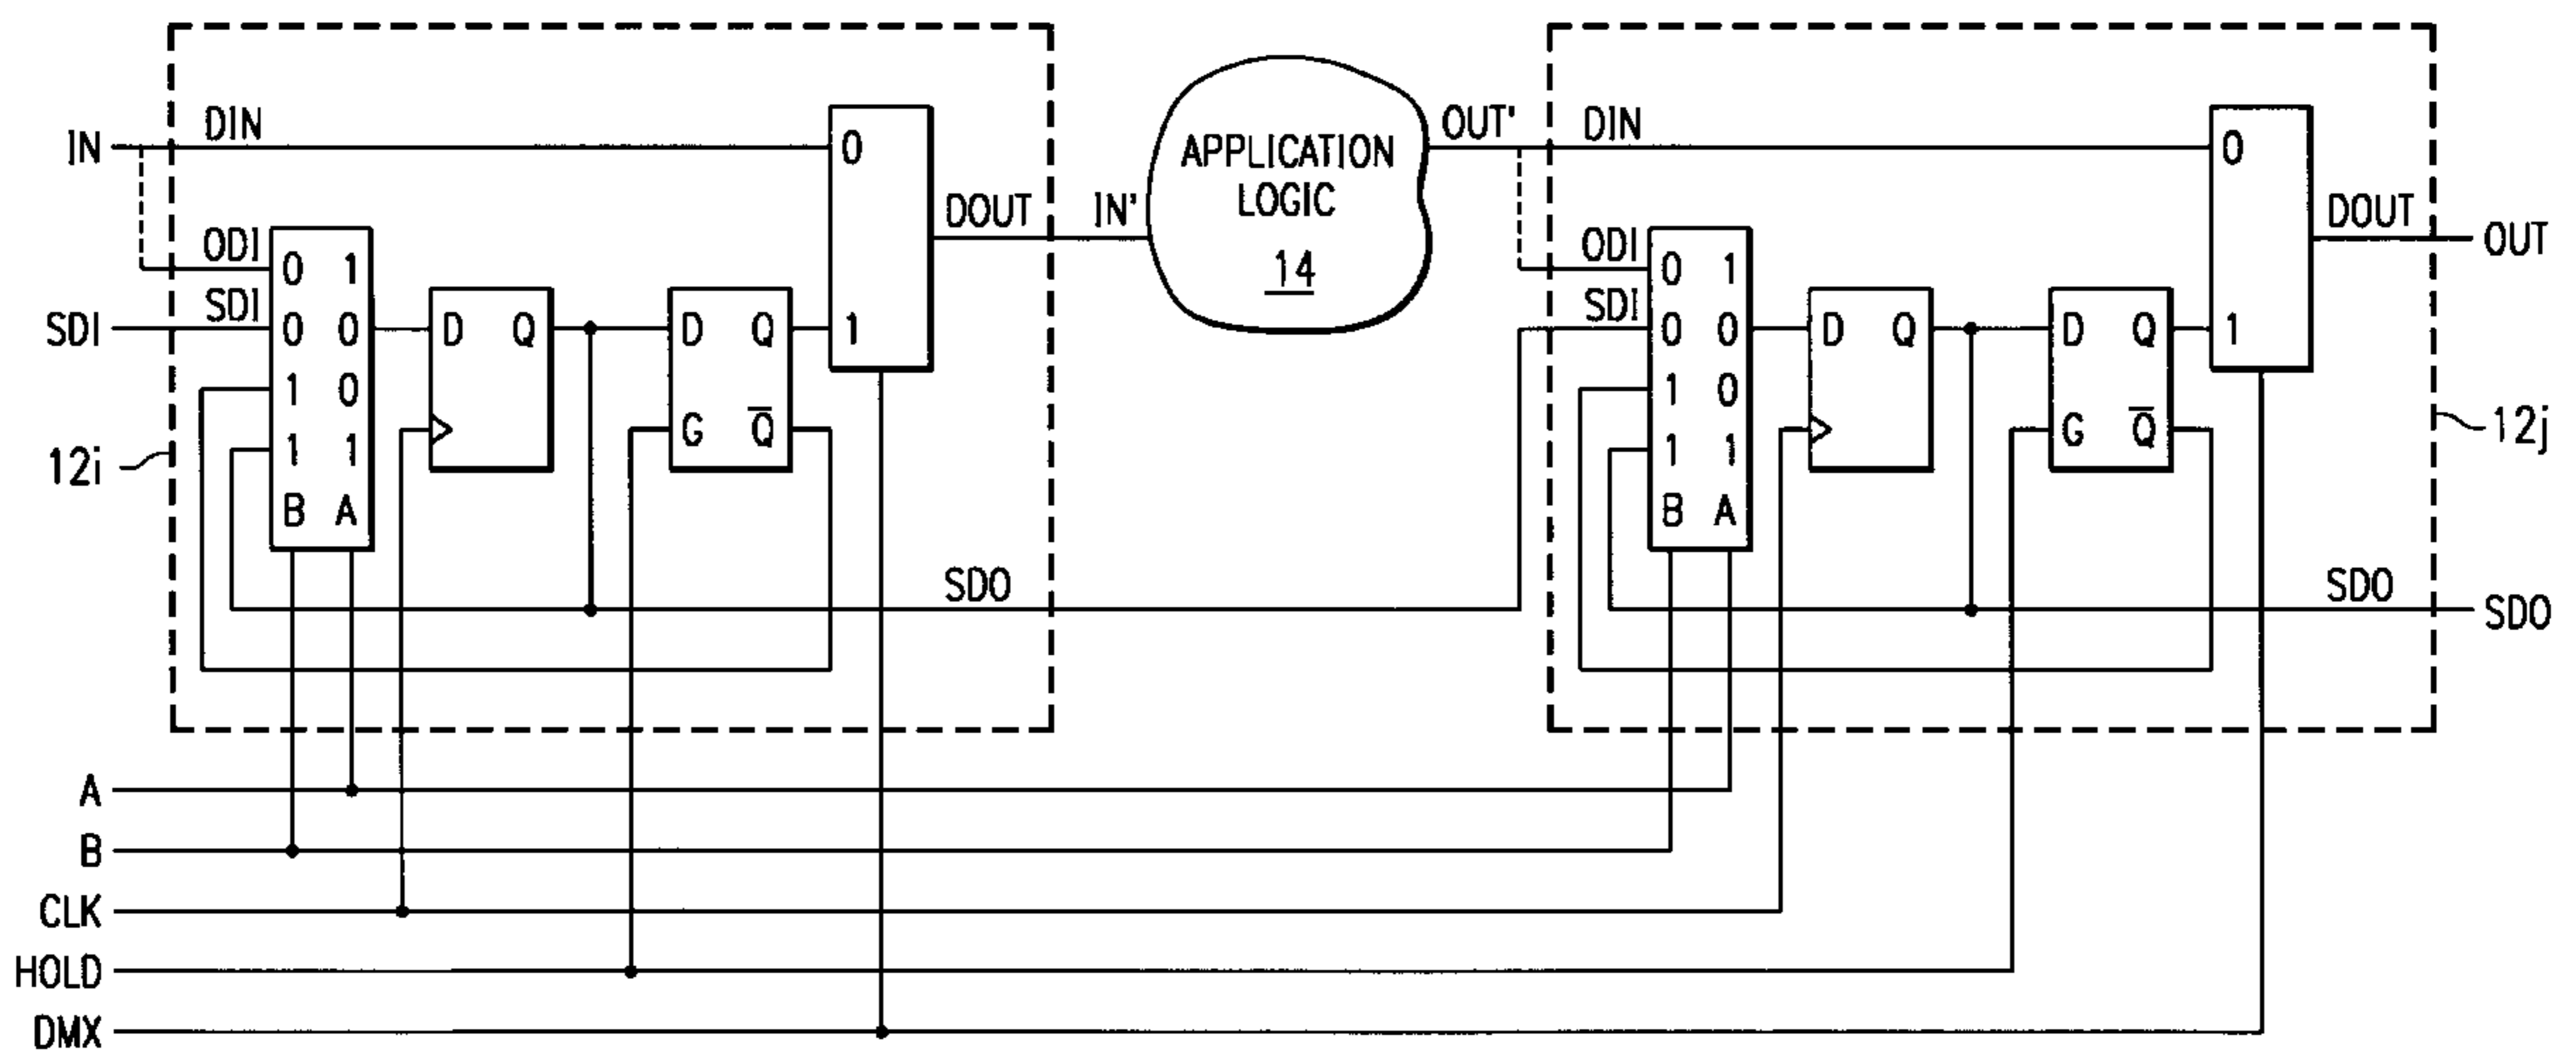 IN
DIN
0
1
DOUT
IN'
APPLICATION
LOGIC
14
OUT'
DIN
0
1
DOUT
OUT
ODI
0 1
SDI
SDI
0 0
1 0
1 1
B A
D Q
D Q
G Q̅
SDO
12i
ODI
0 1
SDI
0 0
1 0
1 1
B A
D Q
D Q
G Q̅
SDO
SDO
12j
A
B
CLK
HOLD
DMX